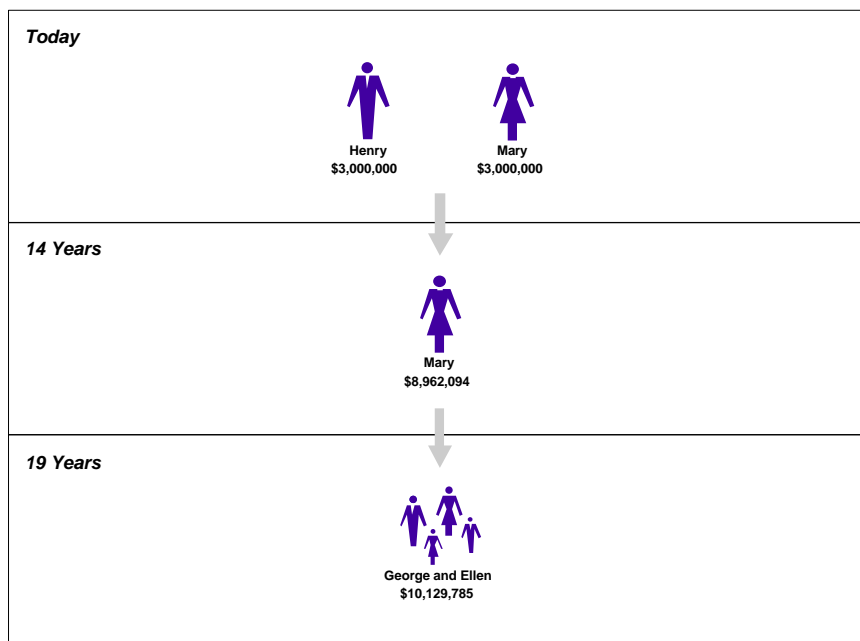 Today
Henry
$3,000,000
Mary
$3,000,000
14 Years
Mary
$8,962,094
19 Years
George and Ellen
$10,129,785